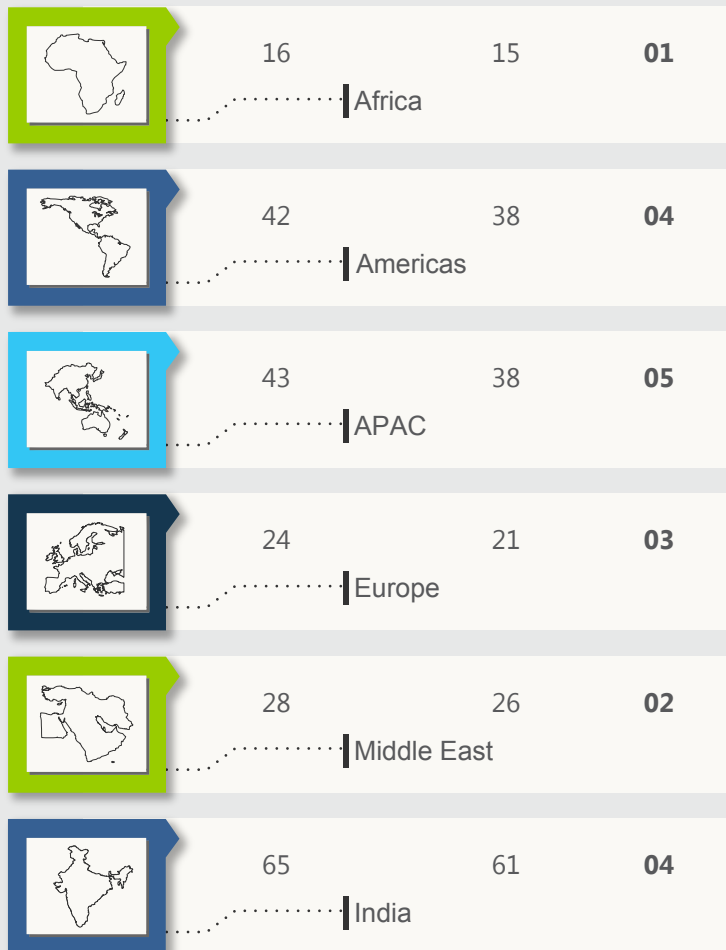 16 15 01
Africa
42 38 04
Americas
43 38 05
APAC
24 21 03
Europe
28 26 02
Middle East
65 61 04
India